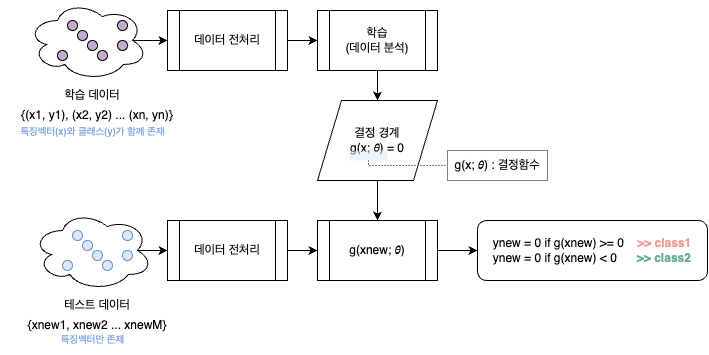 데이터 전처리
학습
(데이터 분석)
학습 데이터
{(x1, y1), (x2, y2) ... (xn, yn)}
특징벡터(x)와 클래스(y)가 함께 존재
결정 경계
g(x; θ) = 0
g(x; θ) : 결정함수
데이터 전처리
g(xnew; θ)
ynew = 0 if g(xnew) >= 0 >> class1
ynew = 0 if g(xnew) < 0 >> class2
테스트 데이터
{xnew1, xnew2 ... xnewM}
특징벡터만 존재